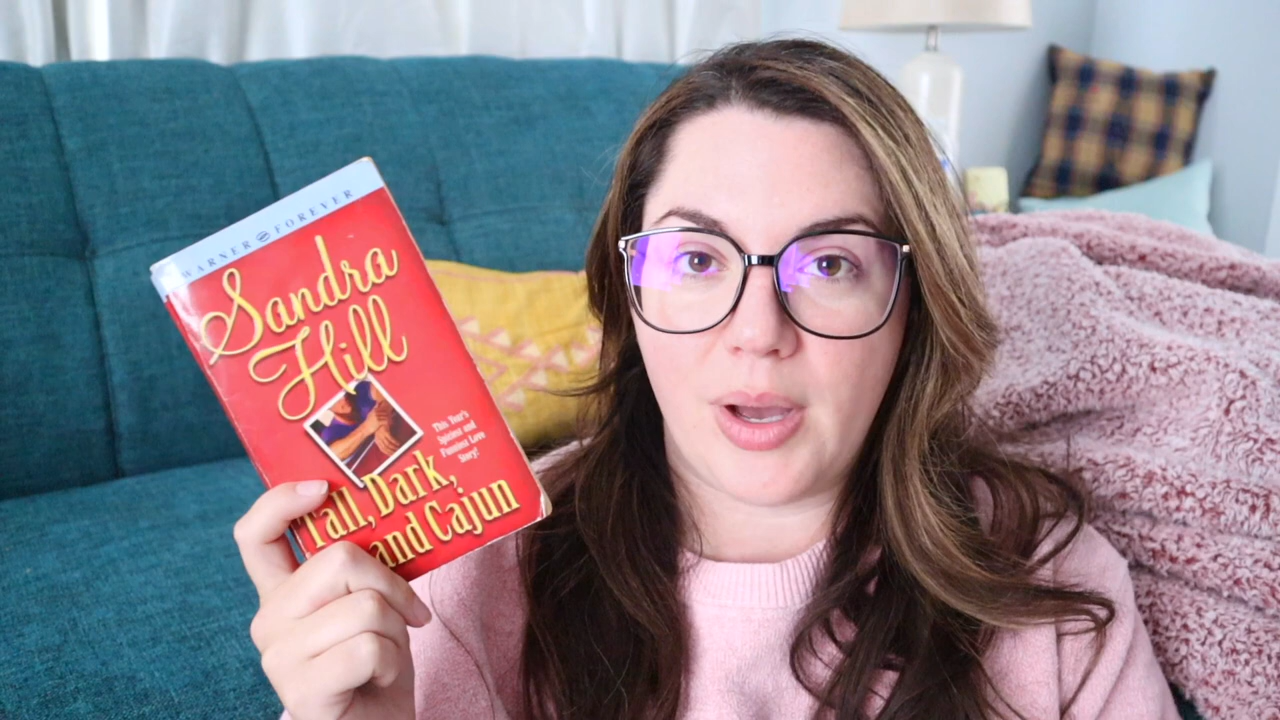 WARNER FOREVER
Sandra
Hill
This Year's
Spiciest and
Funniest Love
Story!
Tall, Dark,
and Cajun